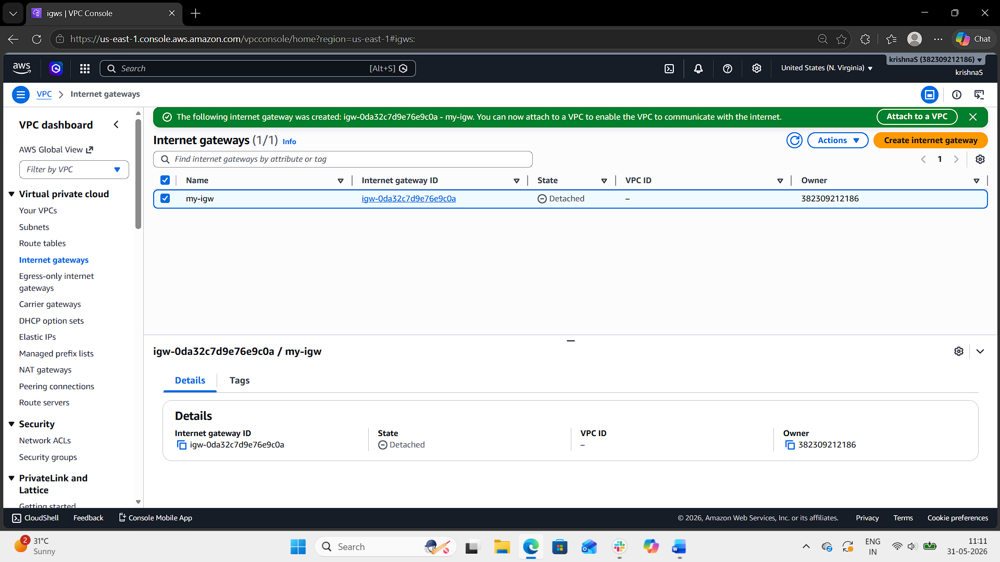 igws | VPC Console
https://us-east-1.console.aws.amazon.com/vpcconsole/home?region=us-east-1#igws:
Chat
aws
Search
[Alt+S]
United States (N. Virginia)
krishnaS (382309212186)
krishnaS
VPC
Internet gateways
VPC dashboard
AWS Global View
Filter by VPC
Virtual private cloud
Your VPCs
Subnets
Route tables
Internet gateways
Egress-only internet
gateways
Carrier gateways
DHCP option sets
Elastic IPs
Managed prefix lists
NAT gateways
Peering connections
Route servers
Security
Network ACLs
Security groups
PrivateLink and
Lattice
Getting started
The following internet gateway was created: igw-0da32c7d9e76e9c0a - my-igw. You can now attach to a VPC to enable the VPC to communicate with the internet.
Attach to a VPC
Internet gateways (1/1) Info
Actions
Create internet gateway
Find internet gateways by attribute or tag
1
Name Internet gateway ID State VPC ID Owner
my-igw igw-0da32c7d9e76e9c0a Detached – 382309212186
igw-0da32c7d9e76e9c0a / my-igw
Details Tags
Details
Internet gateway ID State VPC ID Owner
igw-0da32c7d9e76e9c0a Detached – 382309212186
CloudShell Feedback Console Mobile App
© 2026, Amazon Web Services, Inc. or its affiliates. Privacy Terms Cookie preferences
2
31°C
Sunny
Search
W
ENG
IN
11:11
31-05-2026